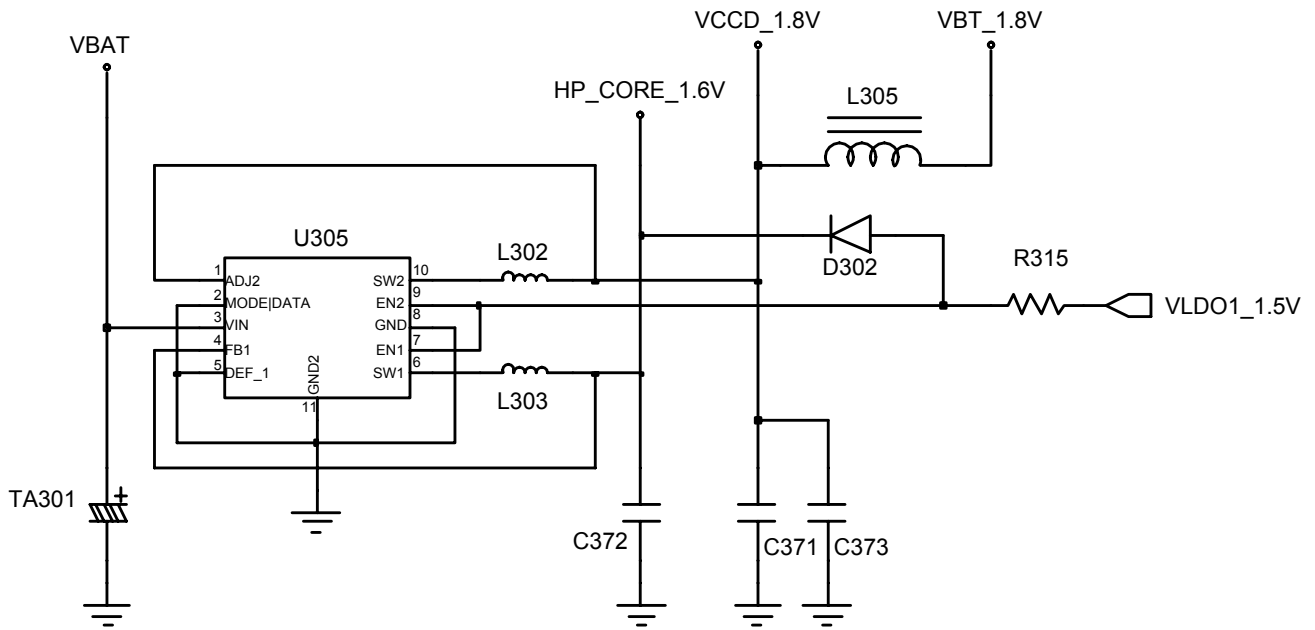 VCCD_1.8V
VBT_1.8V
VBAT
HP_CORE_1.6V
L305
U305
L302
D302
R315
1
ADJ2
SW2
10
2
MODE|DATA
EN2
9
3
VIN
GND
8
VLDO1_1.5V
4
FB1
EN1
7
5
DEF_1
SW1
6
GND2
11
L303
TA301
+
C372
C371
C373